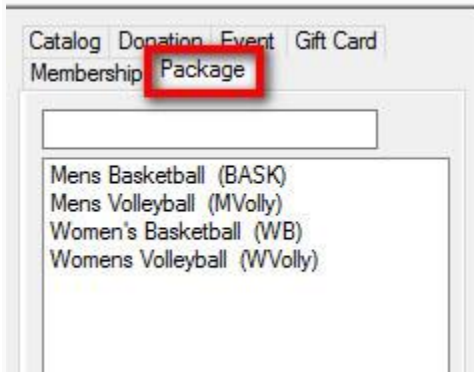 Catalog Donation Event Gift Card
Membership Package
Mens Basketball (BASK)
Mens Volleyball (MVolly)
Women's Basketball (WB)
Womens Volleyball (WVolly)